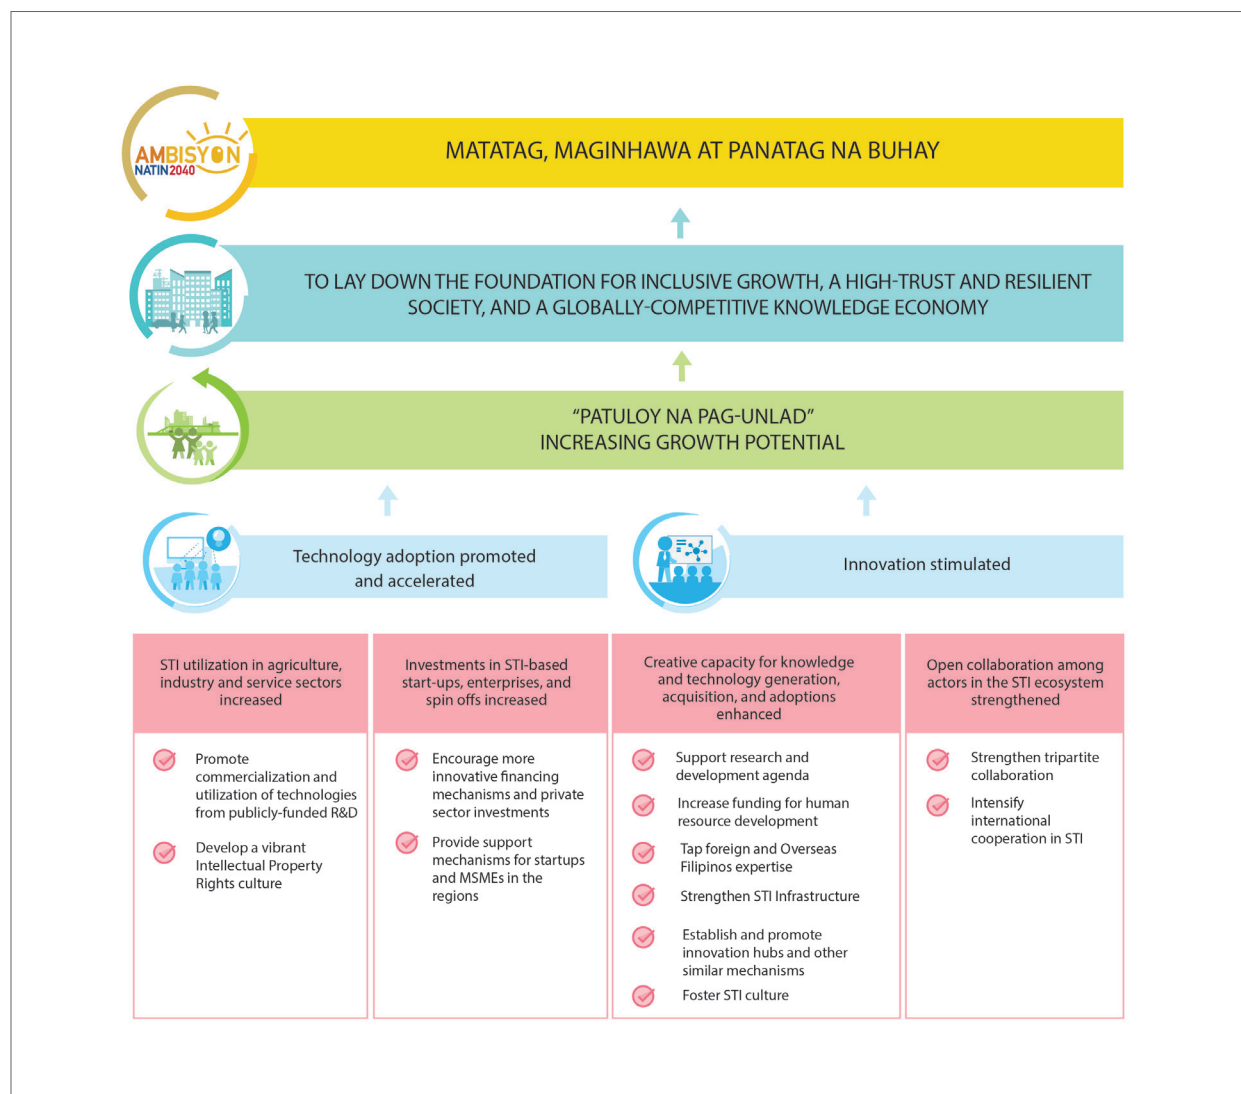 AMBISYON
NATIN2040
MATATAG, MAGINHAWA AT PANATAG NA BUHAY
TO LAY DOWN THE FOUNDATION FOR INCLUSIVE GROWTH, A HIGH-TRUST AND RESILIENT
SOCIETY, AND A GLOBALLY-COMPETITIVE KNOWLEDGE ECONOMY
“PATULOY NA PAG-UNLAD”
INCREASING GROWTH POTENTIAL
Technology adoption promoted
and accelerated
Innovation stimulated
STI utilization in agriculture,
industry and service sectors
increased
Promote
commercialization and
utilization of technologies
from publicly-funded R&D
Develop a vibrant
Intellectual Property
Rights culture
Investments in STI-based
start-ups, enterprises, and
spin offs increased
Encourage more
innovative financing
mechanisms and private
sector investments
Provide support
mechanisms for startups
and MSMEs in the
regions
Creative capacity for knowledge
and technology generation,
acquisition, and adoptions
enhanced
Support research and
development agenda
Increase funding for human
resource development
Tap foreign and Overseas
Filipinos expertise
Strengthen STI Infrastructure
Establish and promote
innovation hubs and other
similar mechanisms
Foster STI culture
Open collaboration among
actors in the STI ecosystem
strengthened
Strengthen tripartite
collaboration
Intensify
international
cooperation in STI